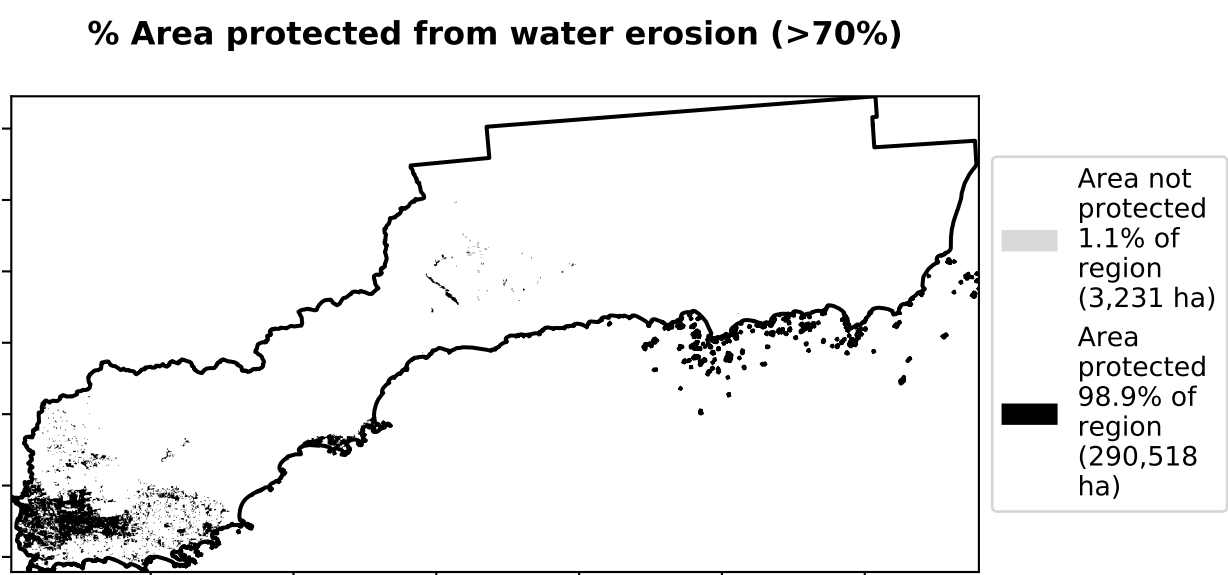 % Area protected from water erosion (>70%)
Area not
protected
1.1% of
region
(3,231 ha)
Area
protected
98.9% of
region
(290,518
ha)